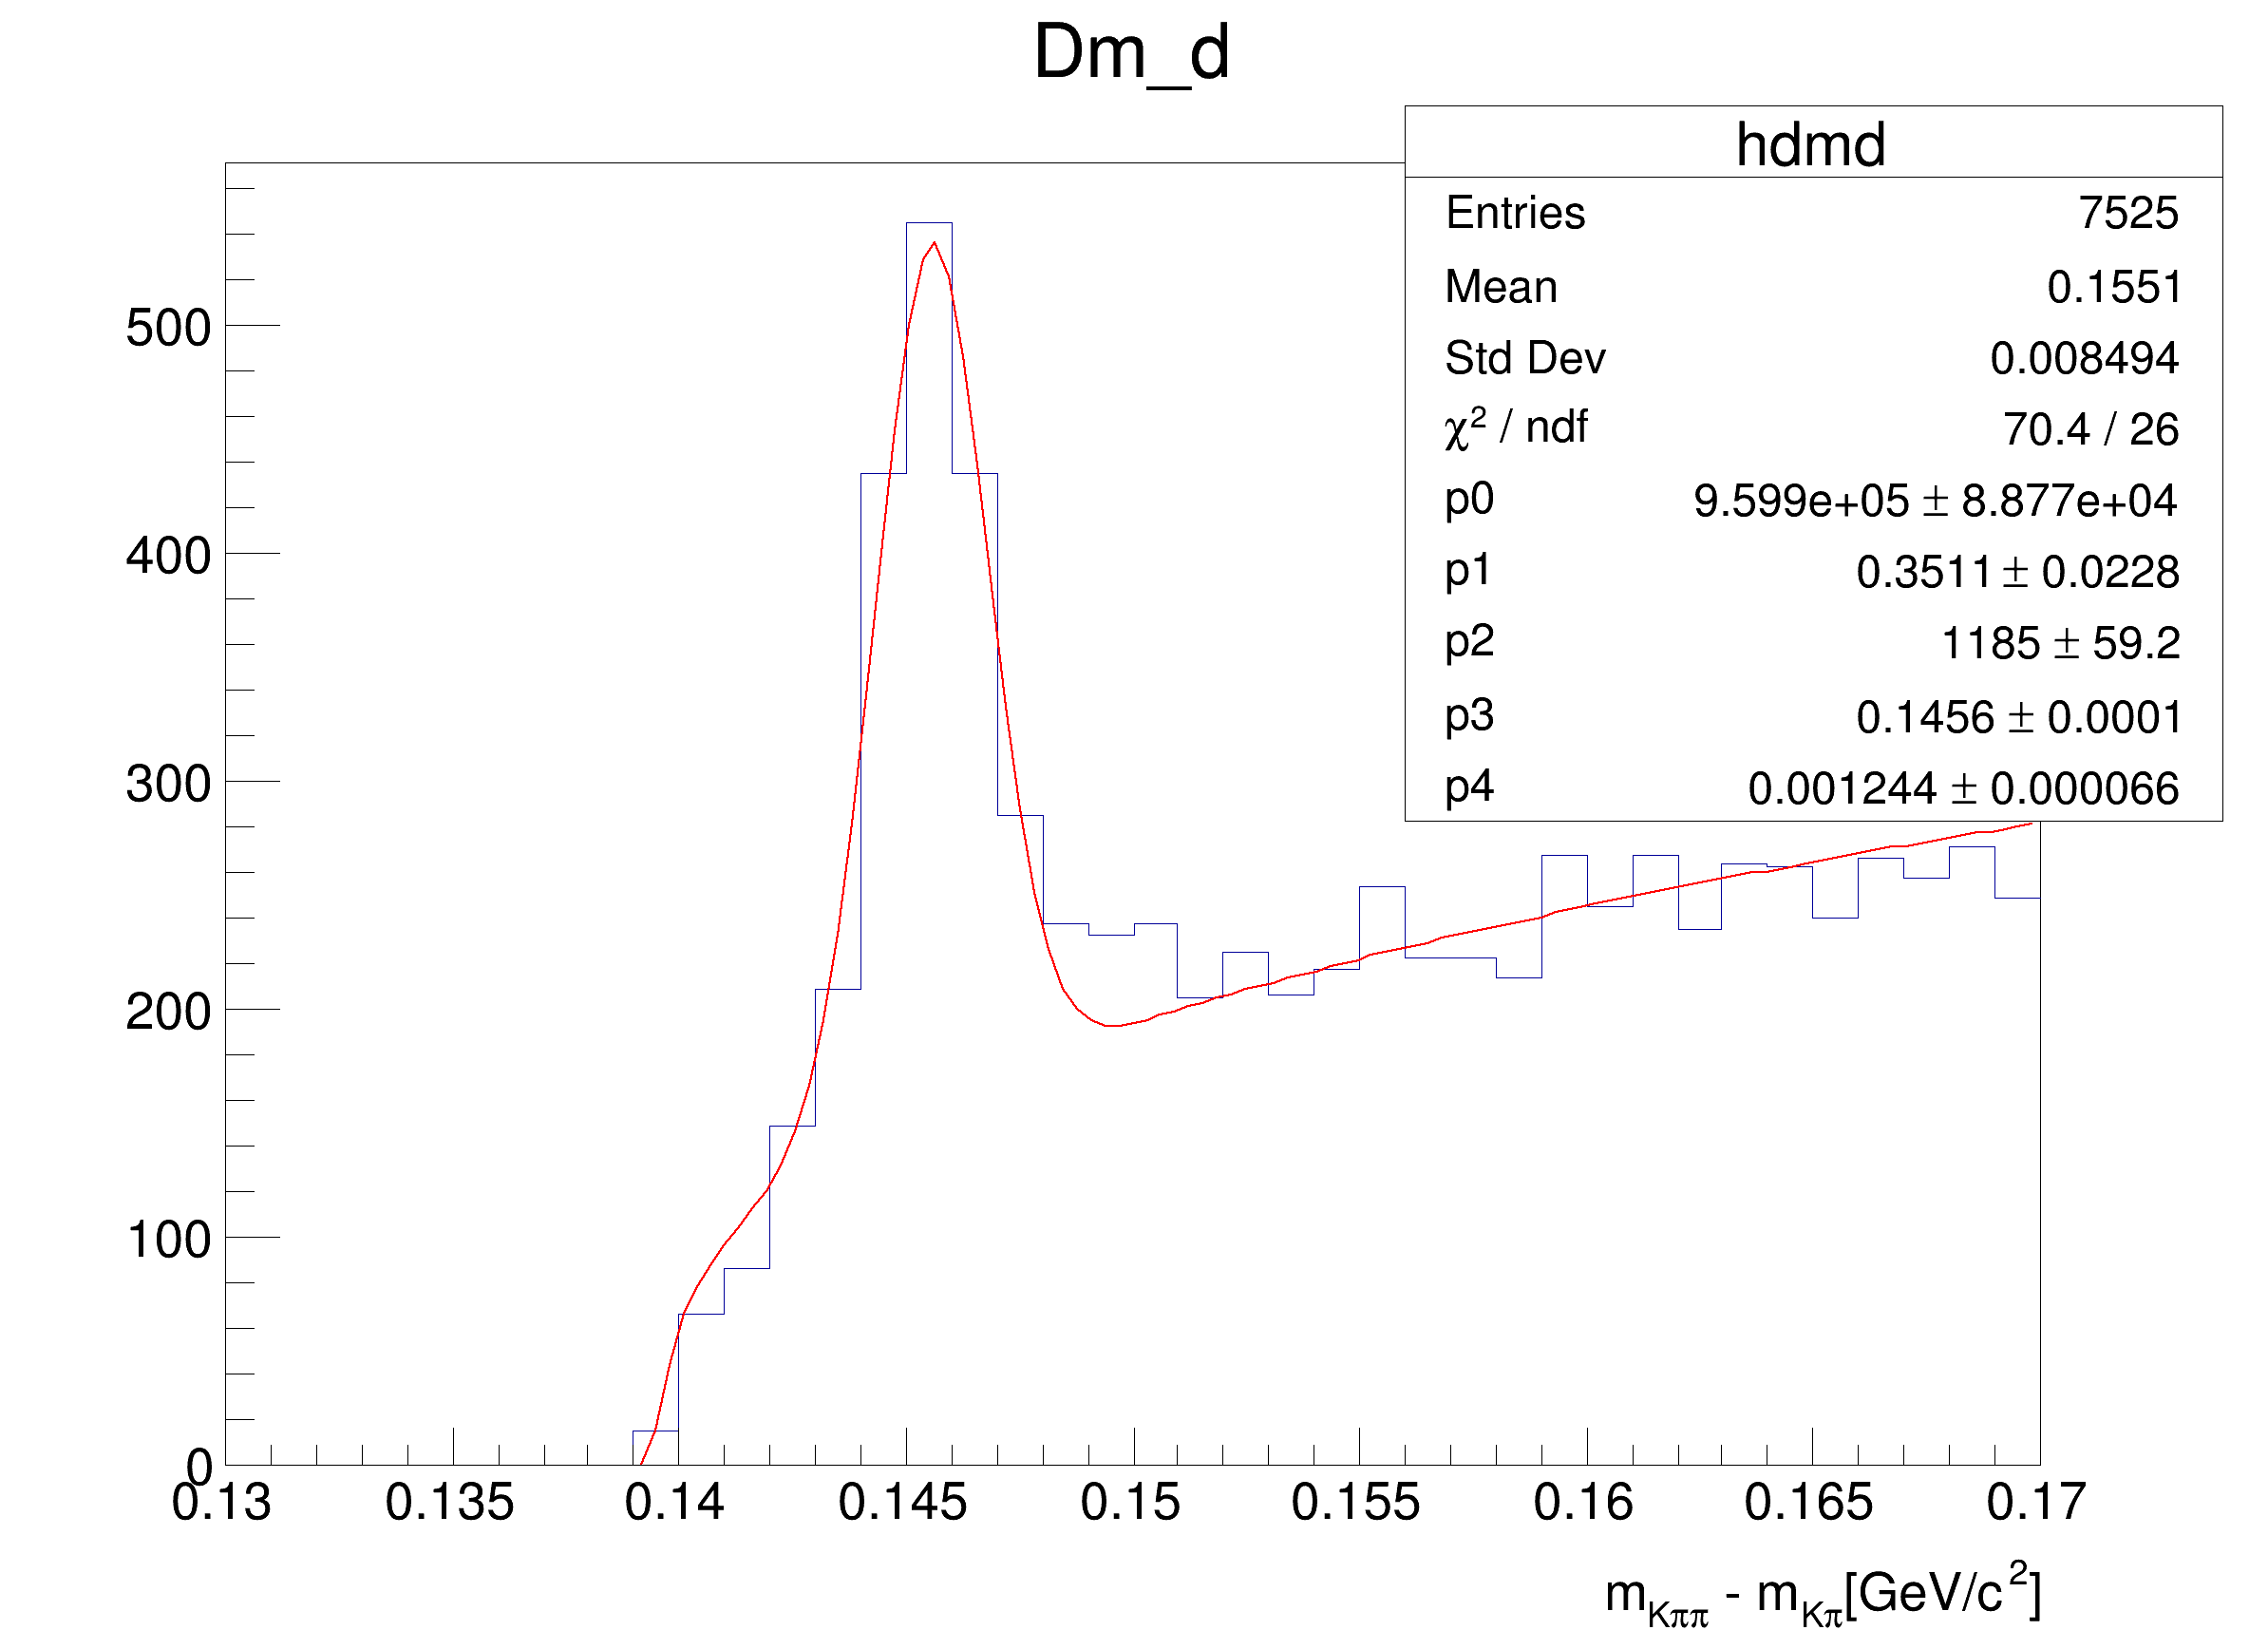 Dm_d
hdmd
Entries 7525
Mean 0.1551
Std Dev 0.008494
χ² / ndf 70.4 / 26
p0 9.599e+05 ± 8.877e+04
p1 0.3511 ± 0.0228
p2 1185 ± 59.2
p3 0.1456 ± 0.0001
p4 0.001244 ± 0.000066
500
400
300
200
100
0
0.13 0.135 0.14 0.145 0.15 0.155 0.16 0.165 0.17
m_Kππ - m_Kπ[GeV/c²]